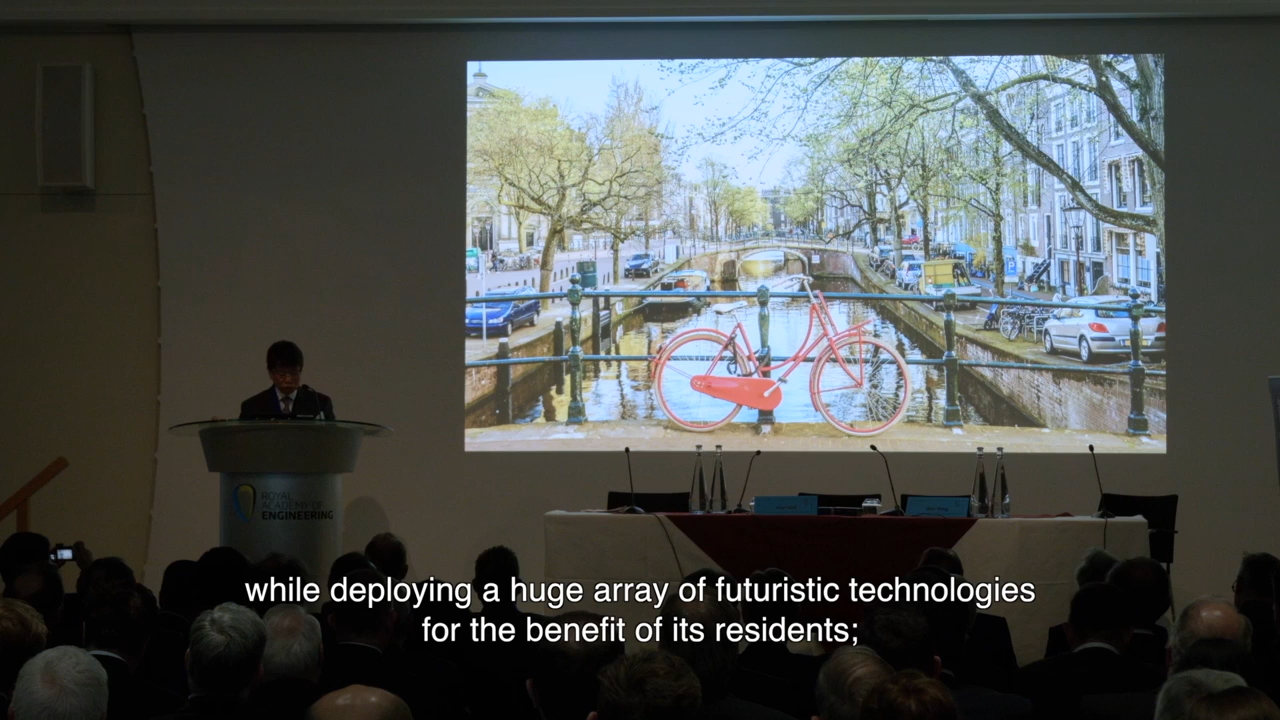 ROYAL
ACADEMY OF
ENGINEERING
while deploying a huge array of futuristic technologies
for the benefit of its residents;